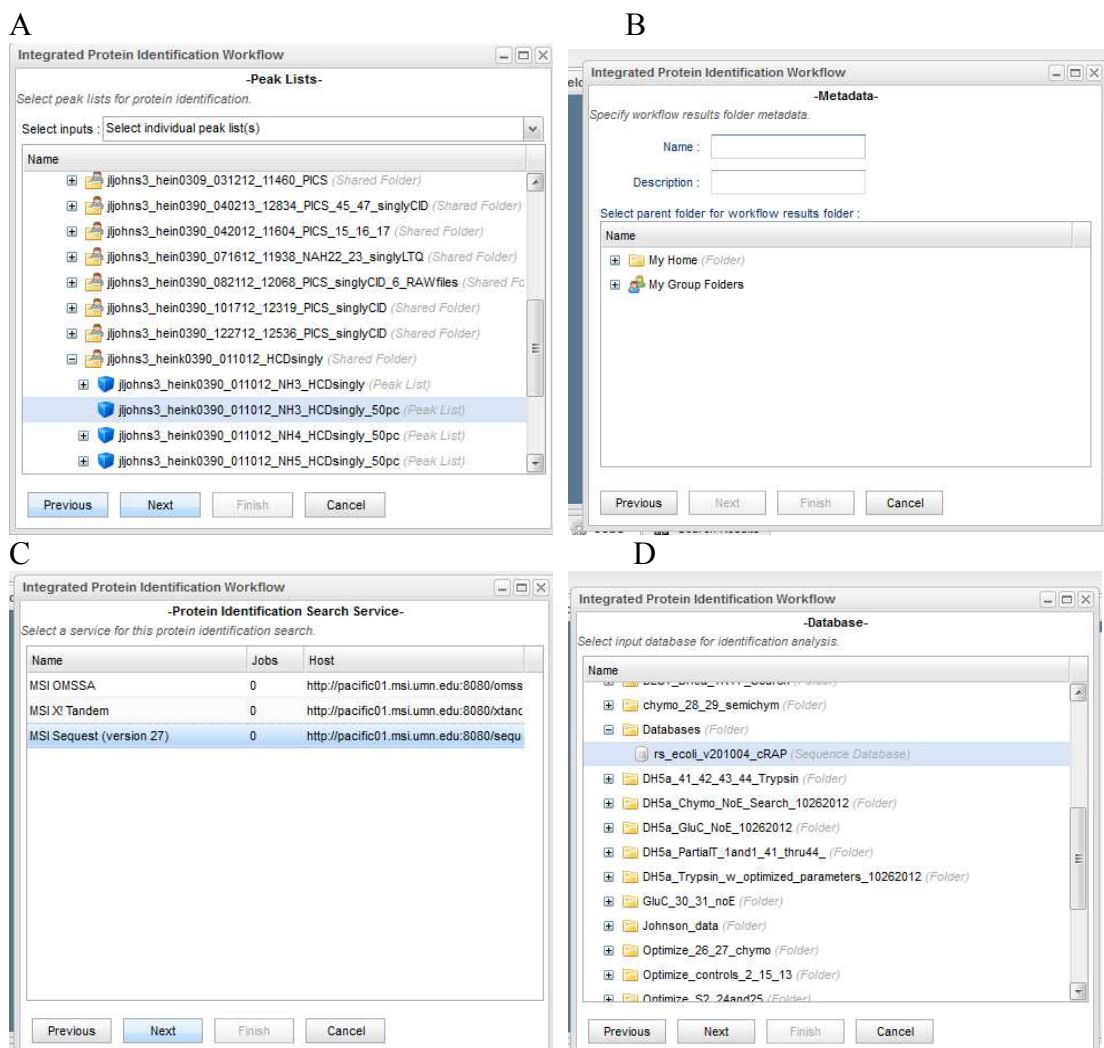 A
Integrated Protein Identification Workflow
-Peak Lists-
Select peak lists for protein identification.
Select inputs : Select individual peak list(s)
Name
jljohns3_hein0309_031212_11460_PICS (Shared Folder)
jljohns3_hein0390_040213_12834_PICS_45_47_singlyCID (Shared Folder)
jljohns3_hein0390_042012_11604_PICS_15_16_17 (Shared Folder)
jljohns3_hein0390_071612_11938_NAH22_23_singlyLTQ (Shared Folder)
jljohns3_hein0390_082112_12068_PICS_singlyCID_6_RAWfiles (Shared Fo
jljohns3_hein0390_101712_12319_PICS_singlyCID (Shared Folder)
jljohns3_hein0390_122712_12536_PICS_singlyCID (Shared Folder)
jljohns3_heink0390_011012_HCDsingly (Shared Folder)
jljohns3_heink0390_011012_NH3_HCDsingly (Peak List)
jljohns3_heink0390_011012_NH3_HCDsingly_50pc (Peak List)
jljohns3_heink0390_011012_NH4_HCDsingly_50pc (Peak List)
jljohns3_heink0390_011012_NH5_HCDsingly_50pc (Peak List)
Previous Next Finish Cancel
B
Integrated Protein Identification Workflow
-Metadata-
Specify workflow results folder metadata.
Name :
Description :
Select parent folder for workflow results folder :
Name
My Home (Folder)
My Group Folders
Previous Next Finish Cancel
C
Integrated Protein Identification Workflow
-Protein Identification Search Service-
Select a service for this protein identification search.
Name Jobs Host
MSI OMSSA 0 http://pacific01.msi.umn.edu:8080/omss
MSI X! Tandem 0 http://pacific01.msi.umn.edu:8080/xtanc
MSI Sequest (version 27) 0 http://pacific01.msi.umn.edu:8080/sequ
Previous Next Finish Cancel
D
Integrated Protein Identification Workflow
-Database-
Select input database for identification analysis.
Name
chymo_28_29_semichym (Folder)
Databases (Folder)
rs_ecoli_v201004_cRAP (Sequence Database)
DH5a_41_42_43_44_Trypsin (Folder)
DH5a_Chymo_NoE_Search_10262012 (Folder)
DH5a_GluC_NoE_10262012 (Folder)
DH5a_PartialT_1and1_41_thru44_ (Folder)
DH5a_Trypsin_w_optimized_parameters_10262012 (Folder)
GluC_30_31_noE (Folder)
Johnson_data (Folder)
Optimize_26_27_chymo (Folder)
Optimize_controls_2_15_13 (Folder)
Optimize_S2_24and25 (Folder)
Previous Next Finish Cancel